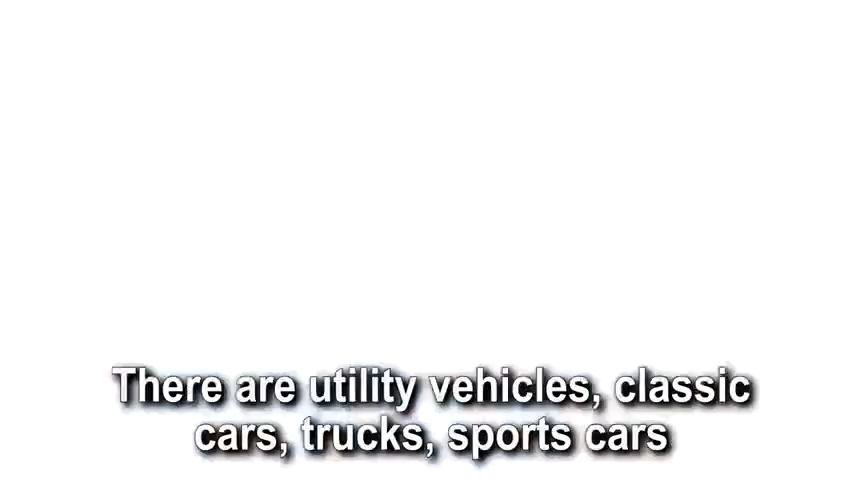 There are utility vehicles, classic
cars, trucks, sports cars